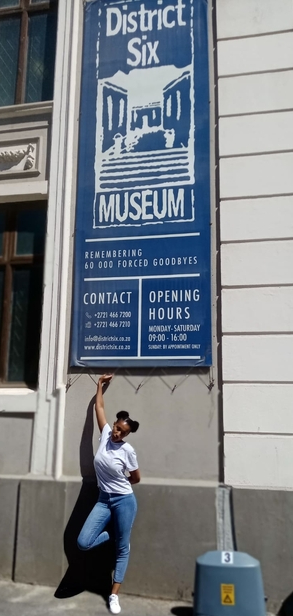 District
Six
MUSEUM
REMEMBERING
60 000 FORCED GOODBYES
CONTACT
+2721 466 7200
+2721 466 7210
info@districtsix.co.za
www.districtsix.co.za
OPENING
HOURS
MONDAY-SATURDAY
09:00 - 16:00
SUNDAY BY APPOINTMENT ONLY
3